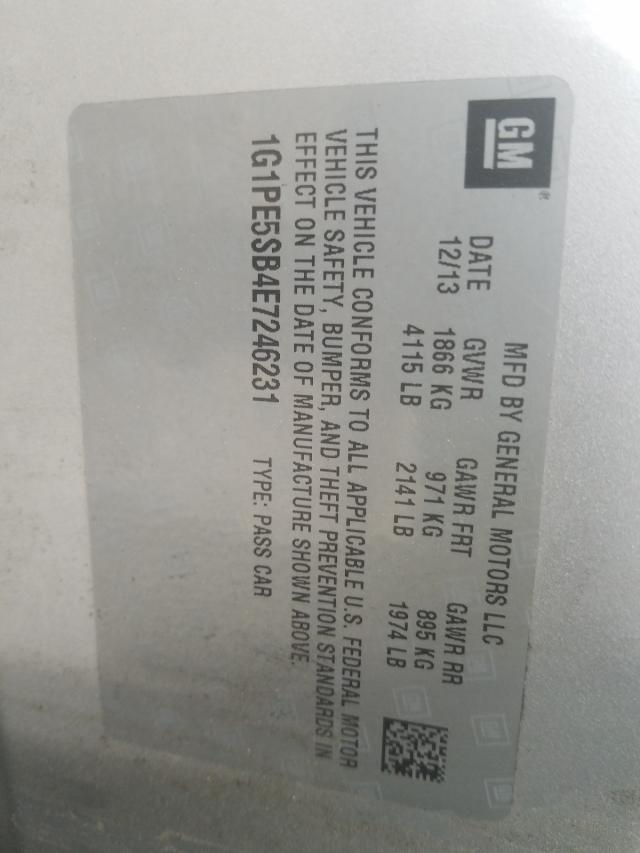 GM
MFD BY GENERAL MOTORS LLC
DATE GVWR GAWR FRT GAWR RR
12/13 1866 KG 971 KG 895 KG
4115 LB 2141 LB 1974 LB
THIS VEHICLE CONFORMS TO ALL APPLICABLE U.S. FEDERAL MOTOR
VEHICLE SAFETY, BUMPER, AND THEFT PREVENTION STANDARDS IN
EFFECT ON THE DATE OF MANUFACTURE SHOWN ABOVE.
1G1PE5SB4E7246231 TYPE: PASS CAR